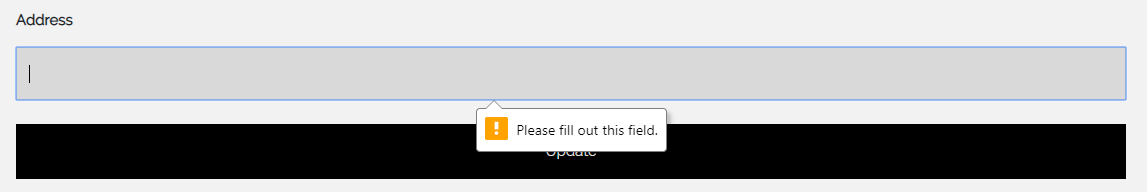 Address
Please fill out this field.
Update